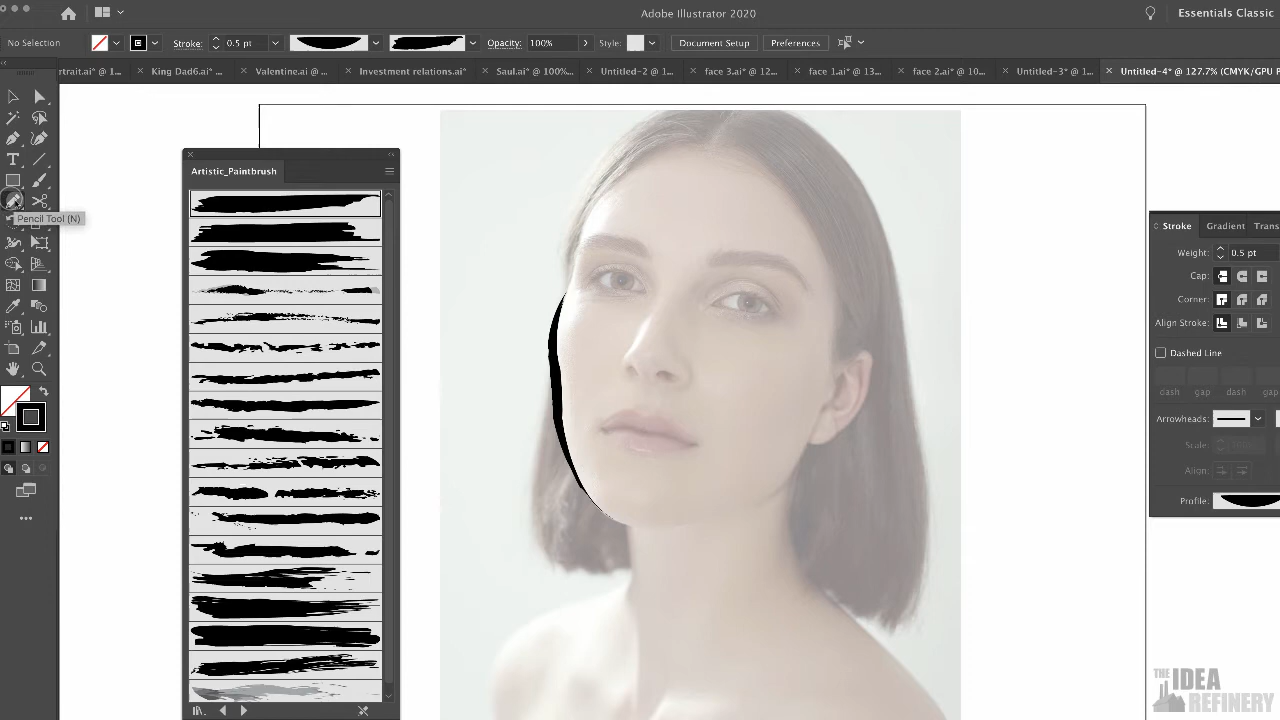 Adobe Illustrator 2020
Essentials Classic
No Selection
Stroke:
0.5 pt
Opacity:
100%
Style:
Document Setup
Preferences
rtrait.ai* @ 1...
King Dad6.ai* ...
Valentine.ai @ ...
Investment relations.ai*
Saul.ai* @ 100%...
Untitled-2 @ 1...
face 3.ai* @ 12...
face 1.ai* @ 13...
face 2.ai* @ 10...
Untitled-3* @ 1...
Untitled-4* @ 127.7% (CMYK/GPU P
Artistic_Paintbrush
Pencil Tool (N)
Stroke
Gradient
Trans
Weight:
0.5 pt
Cap:
Corner:
Align Stroke:
Dashed Line
dash
gap
dash
gap
Arrowheads:
Scale:
Align:
Profile:
THE IDEA
REFINERY